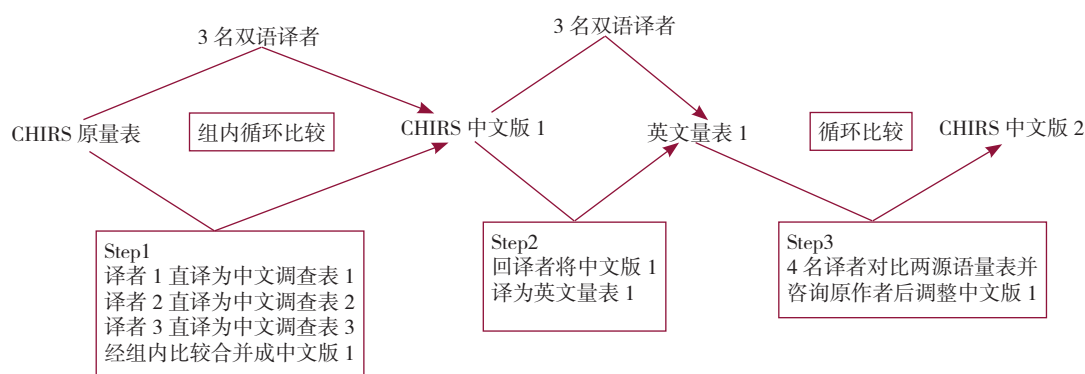 3 名双语译者
3 名双语译者
CHIRS 原量表
组内循环比较
CHIRS 中文版 1
英文量表 1
循环比较
CHIRS 中文版 2
Step1
译者 1 直译为中文调查表 1
译者 2 直译为中文调查表 2
译者 3 直译为中文调查表 3
经组内比较合并成中文版 1
Step2
回译者将中文版 1
译为英文量表 1
Step3
4 名译者对比两源语量表并
咨询原作者后调整中文版 1